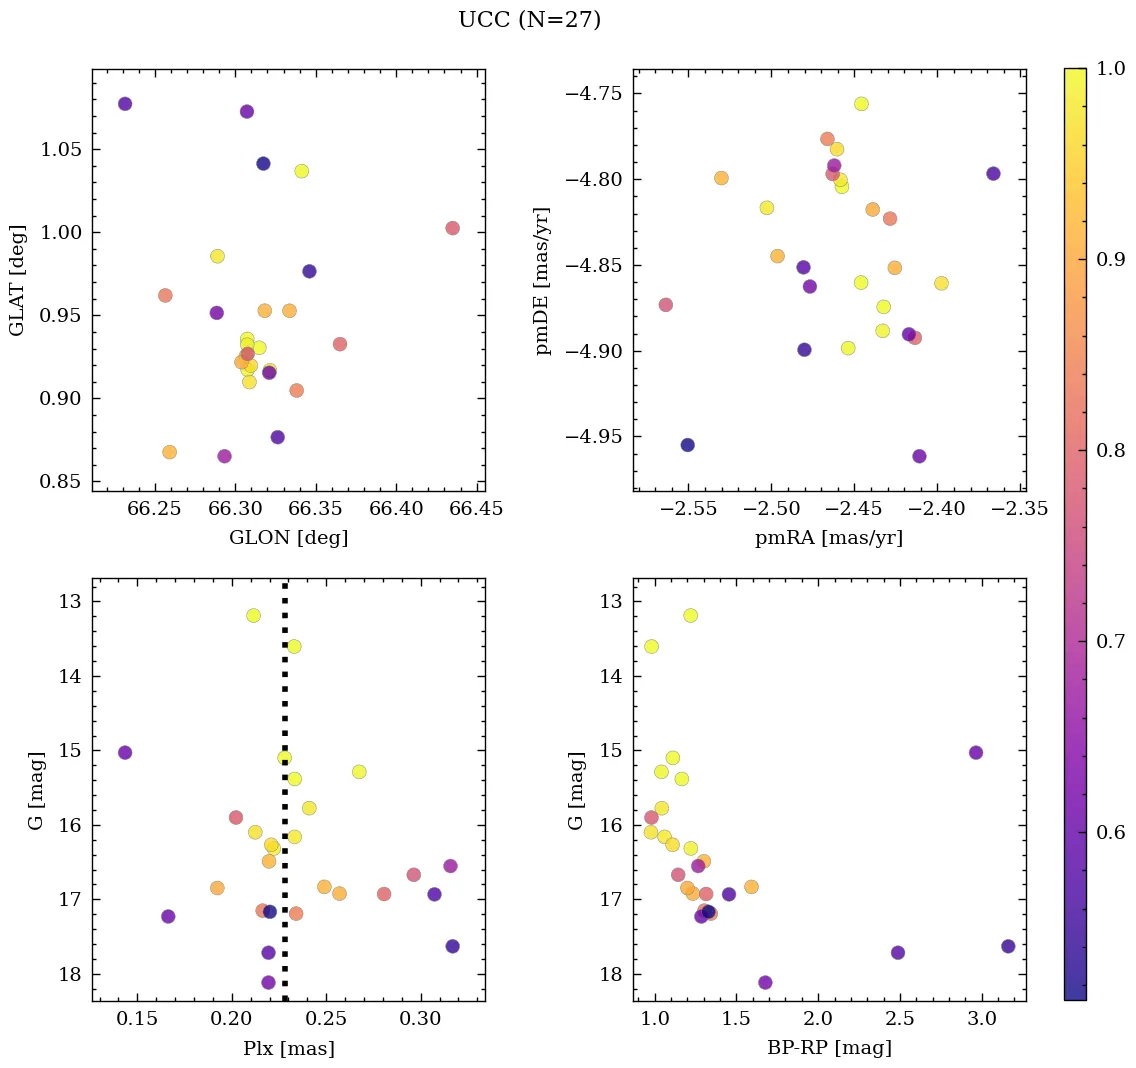 UCC (N=27)
1.05
1.00
0.95
0.90
0.85
GLAT [deg]
66.25 66.30 66.35 66.40 66.45
GLON [deg]
−4.75
−4.80
−4.85
−4.90
−4.95
pmDE [mas/yr]
−2.55 −2.50 −2.45 −2.40 −2.35
pmRA [mas/yr]
13
14
15
16
17
18
G [mag]
0.15 0.20 0.25 0.30
Plx [mas]
13
14
15
16
17
18
G [mag]
1.0 1.5 2.0 2.5 3.0
BP-RP [mag]
1.0
0.9
0.8
0.7
0.6